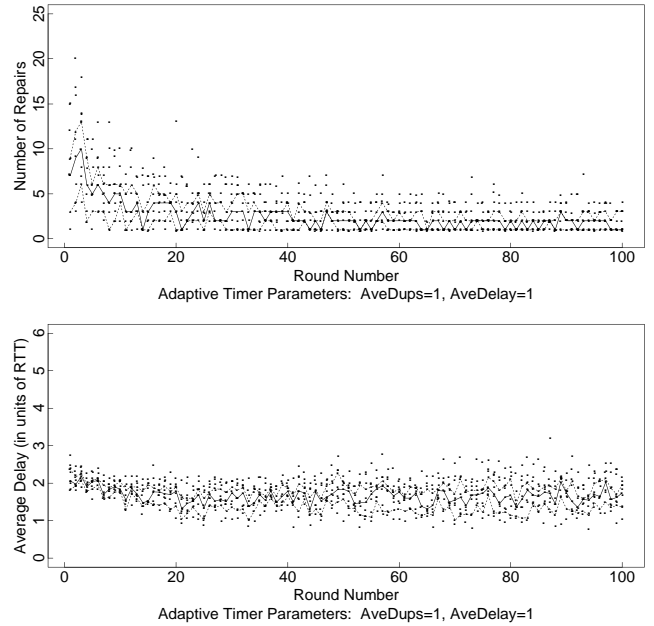 Number of Repairs
25
20
15
10
5
0
0 20 40 60 80 100
Round Number
Adaptive Timer Parameters: AveDups=1, AveDelay=1
Average Delay (in units of RTT)
6
5
4
3
2
1
0
0 20 40 60 80 100
Round Number
Adaptive Timer Parameters: AveDups=1, AveDelay=1